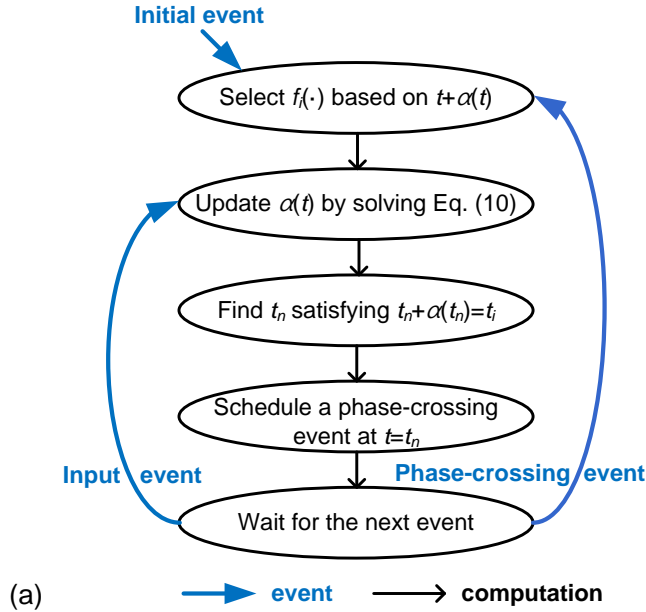 Initial event
Select fᵢ(·) based on t+α(t)
Update α(t) by solving Eq. (10)
Find tₙ satisfying tₙ+α(tₙ)=tᵢ
Schedule a phase-crossing
event at t=tₙ
Input event
Phase-crossing event
Wait for the next event
(a)
event
computation